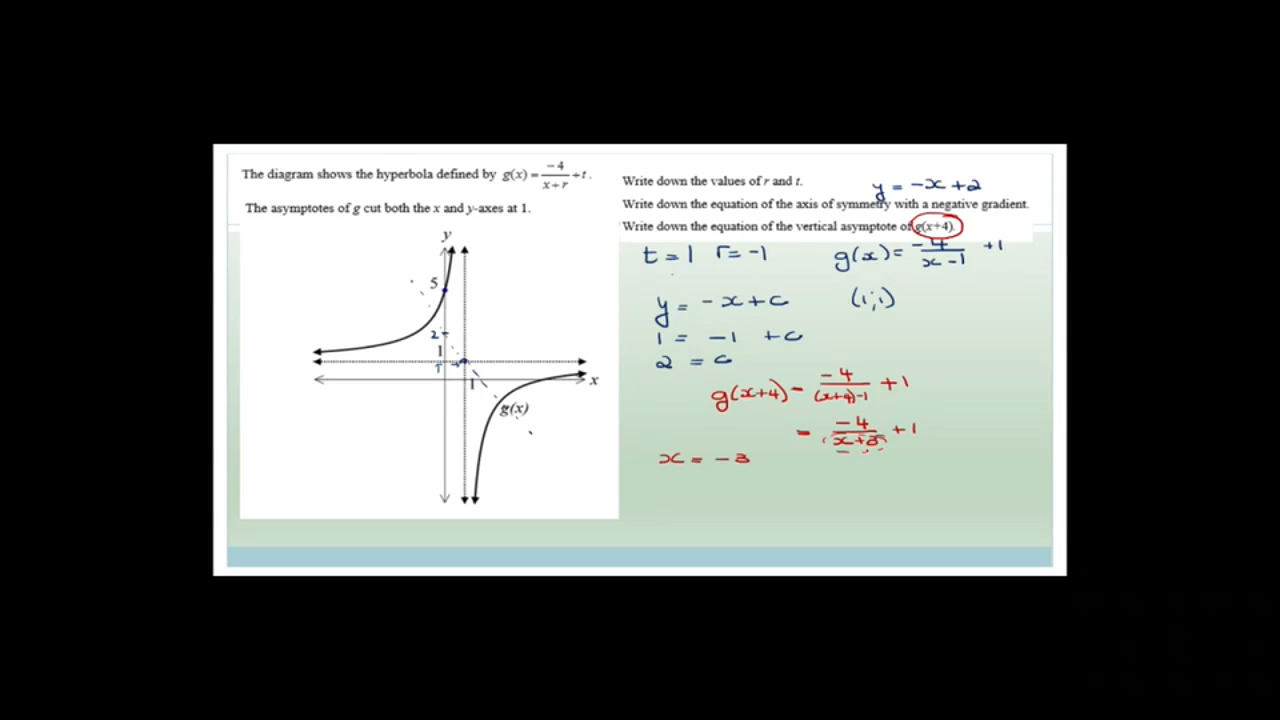 The diagram shows the hyperbola defined by g(x) = -4/(x+r) + t.
The asymptotes of g cut both the x and y-axes at 1.
y
5
2
1
1
1
x
g(x)
Write down the values of r and t.
y = -x + 2
Write down the equation of the axis of symmetry with a negative gradient.
Write down the equation of the vertical asymptote of g(x+4).
t = 1 r = -1 g(x) = -4/(x-1) + 1
y = -x + c (1;1)
1 = -1 + c
2 = c
g(x+4) = -4/((x+4)-1) + 1
= -4/(x+3) + 1
x = -3